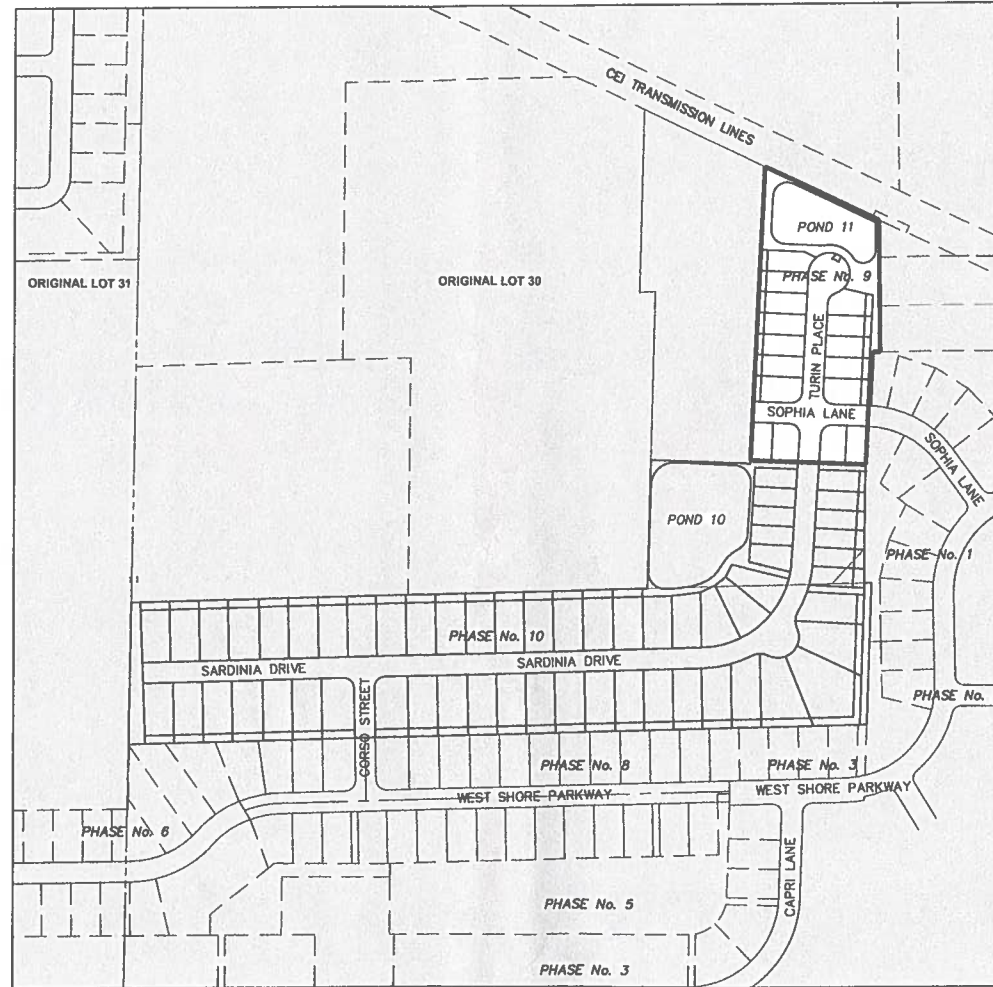 CEI TRANSMISSION LINES
POND 11
ORIGINAL LOT 31
ORIGINAL LOT 30
PHASE No. 9
TURIN PLACE
SOPHIA LANE
SOPHIA LANE
POND 10
PHASE No. 1
PHASE No. 10
SARDINIA DRIVE
SARDINIA DRIVE
CORSO STREET
PHASE No.
PHASE No. 8
PHASE No. 3
WEST SHORE PARKWAY
WEST SHORE PARKWAY
PHASE No. 6
CAPRI LANE
PHASE No. 5
PHASE No. 3